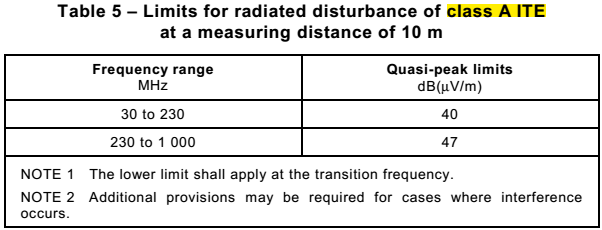 Table 5 – Limits for radiated disturbance of class A ITE
at a measuring distance of 10 m
Frequency range
MHz
Quasi-peak limits
dB(μV/m)
30 to 230
40
230 to 1 000
47
NOTE 1 The lower limit shall apply at the transition frequency.
NOTE 2 Additional provisions may be required for cases where interference
occurs.